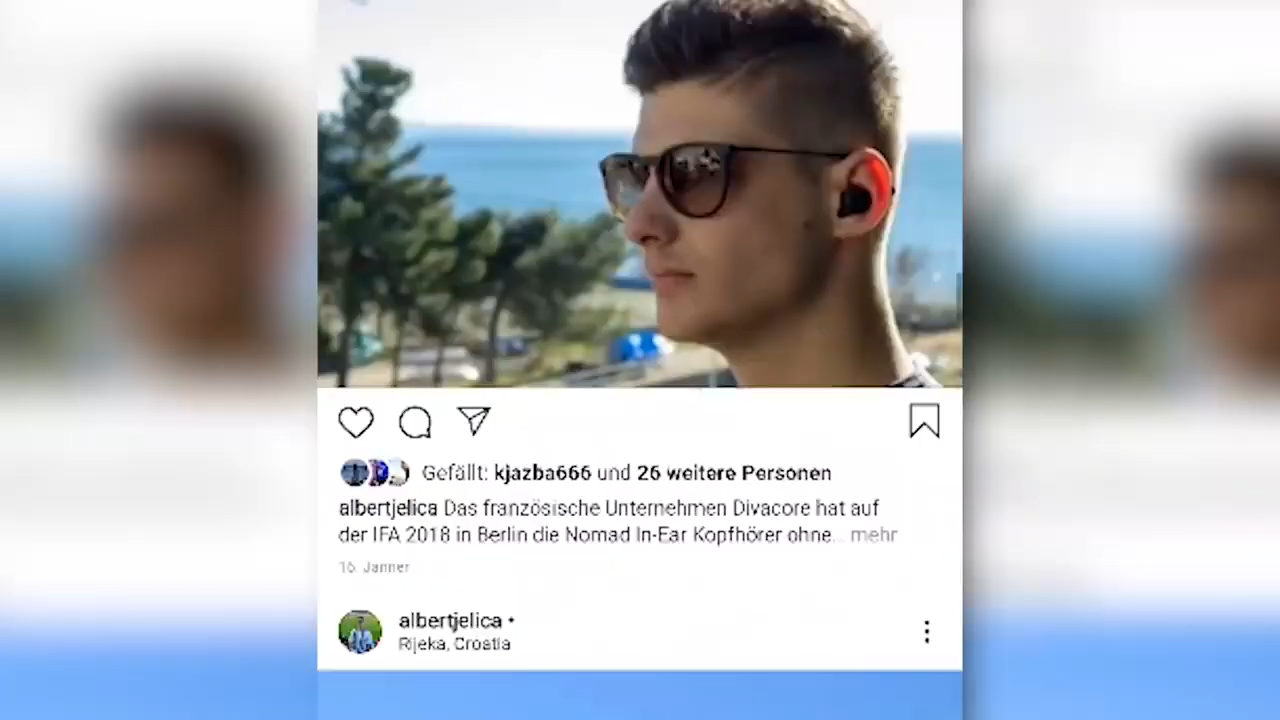 Gefällt: kjazba666 und 26 weitere Personen
albertjelica Das französische Unternehmen Divacore hat auf
der IFA 2018 in Berlin die Nomad In-Ear Kopfhörer ohne... mehr
16. Jänner
albertjelica •
Rijeka, Croatia